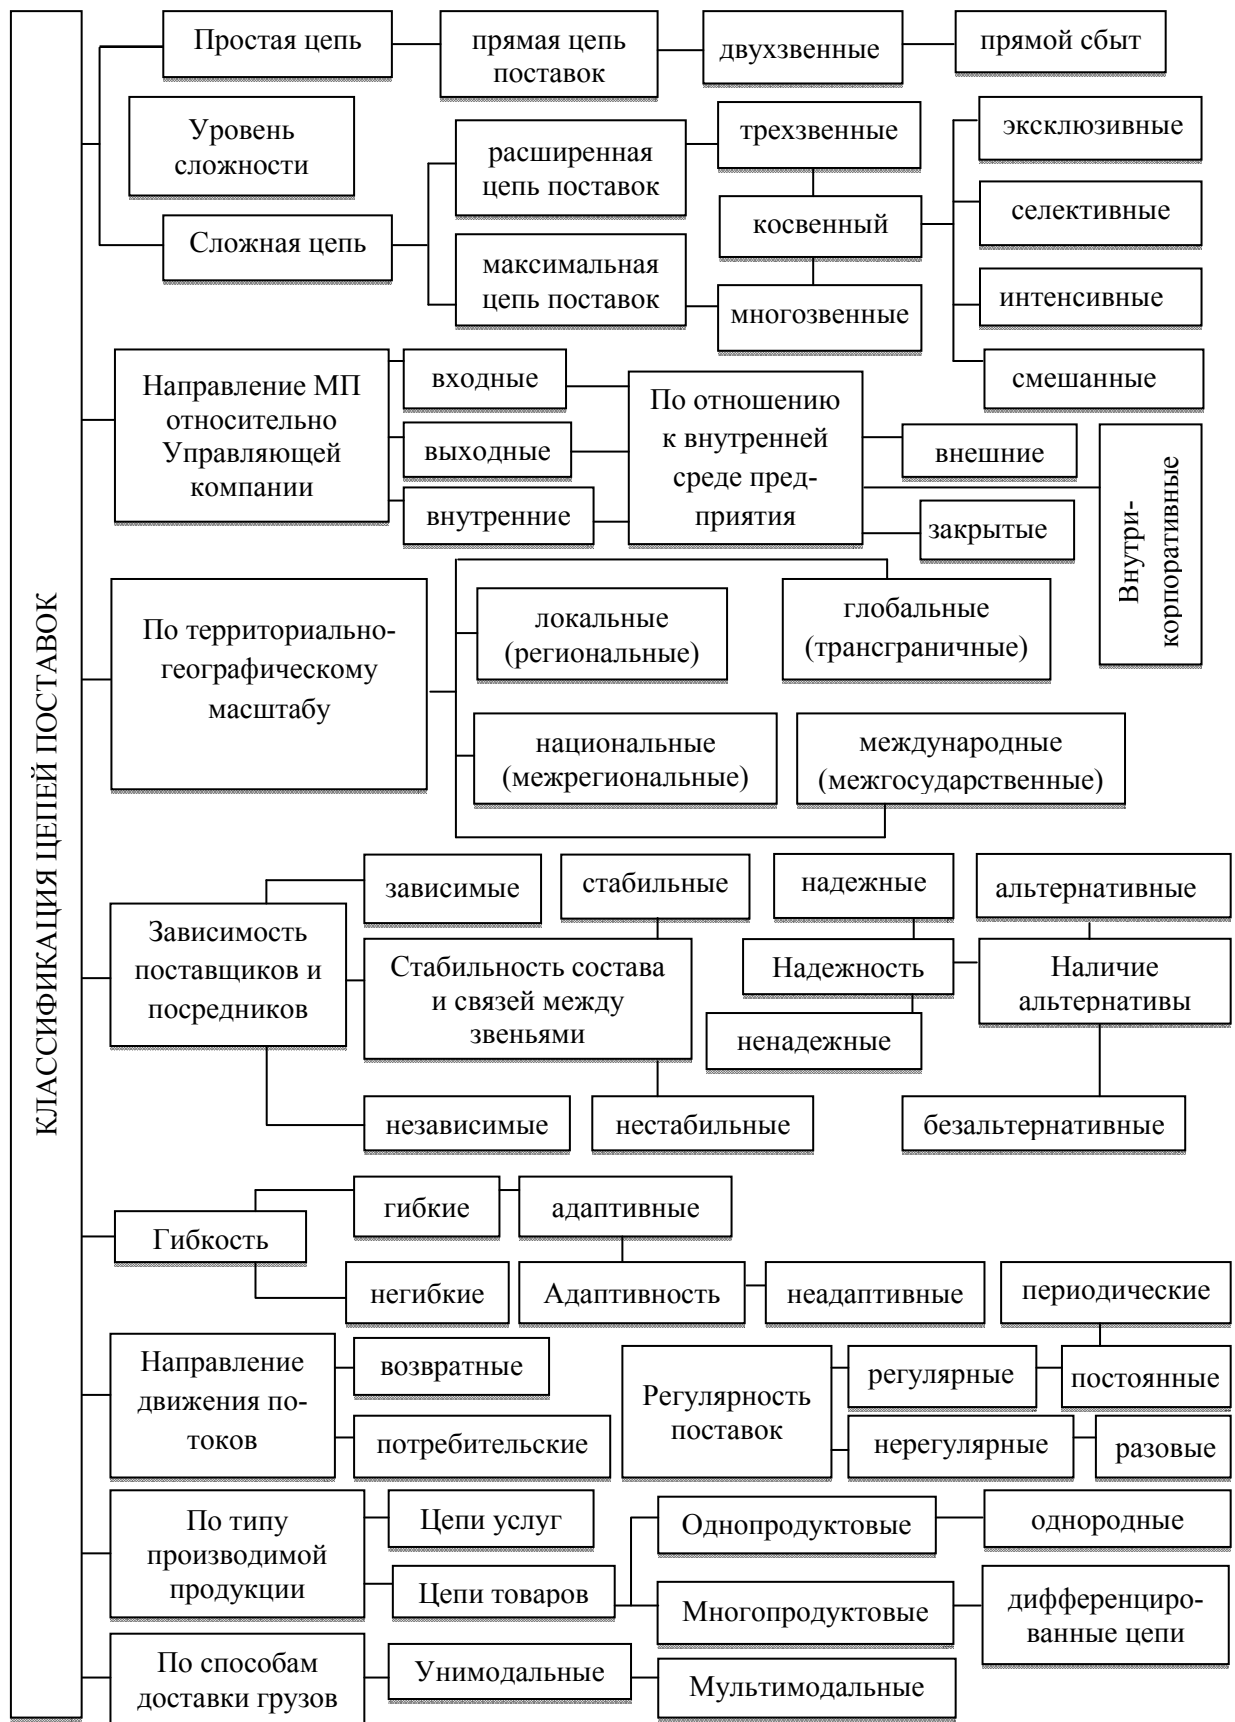 КЛАССИФИКАЦИЯ ЦЕПЕЙ ПОСТАВОК
Простая цепь
прямая цепь
поставок
двухзвенные
прямой сбыт
Уровень
сложности
Сложная цепь
расширенная
цепь поставок
максимальная
цепь поставок
трехзвенные
косвенный
многозвенные
эксклюзивные
селективные
интенсивные
смешанные
Направление МП
относительно
Управляющей
компании
входные
выходные
внутренние
По отношению
к внутренней
среде пред-
приятия
внешние
закрытые
Внутри-
корпоративные
По территориально-
географическому
масштабу
локальные
(региональные)
глобальные
(трансграничные)
национальные
(межрегиональные)
международные
(межгосударственные)
Зависимость
поставщиков и
посредников
зависимые
независимые
стабильные
Стабильность состава
и связей между
звеньями
нестабильные
надежные
Надежность
ненадежные
альтернативные
Наличие
альтернативы
безальтернативные
Гибкость
гибкие
негибкие
адаптивные
Адаптивность
неадаптивные
Направление
движения по-
токов
возвратные
потребительские
Регулярность
поставок
регулярные
нерегулярные
периодические
постоянные
разовые
По типу
производимой
продукции
Цепи услуг
Цепи товаров
Однопродуктовые
однородные
Многопродуктовые
дифференциро-
ванные цепи
По способам
доставки грузов
Унимодальные
Мультимодальные